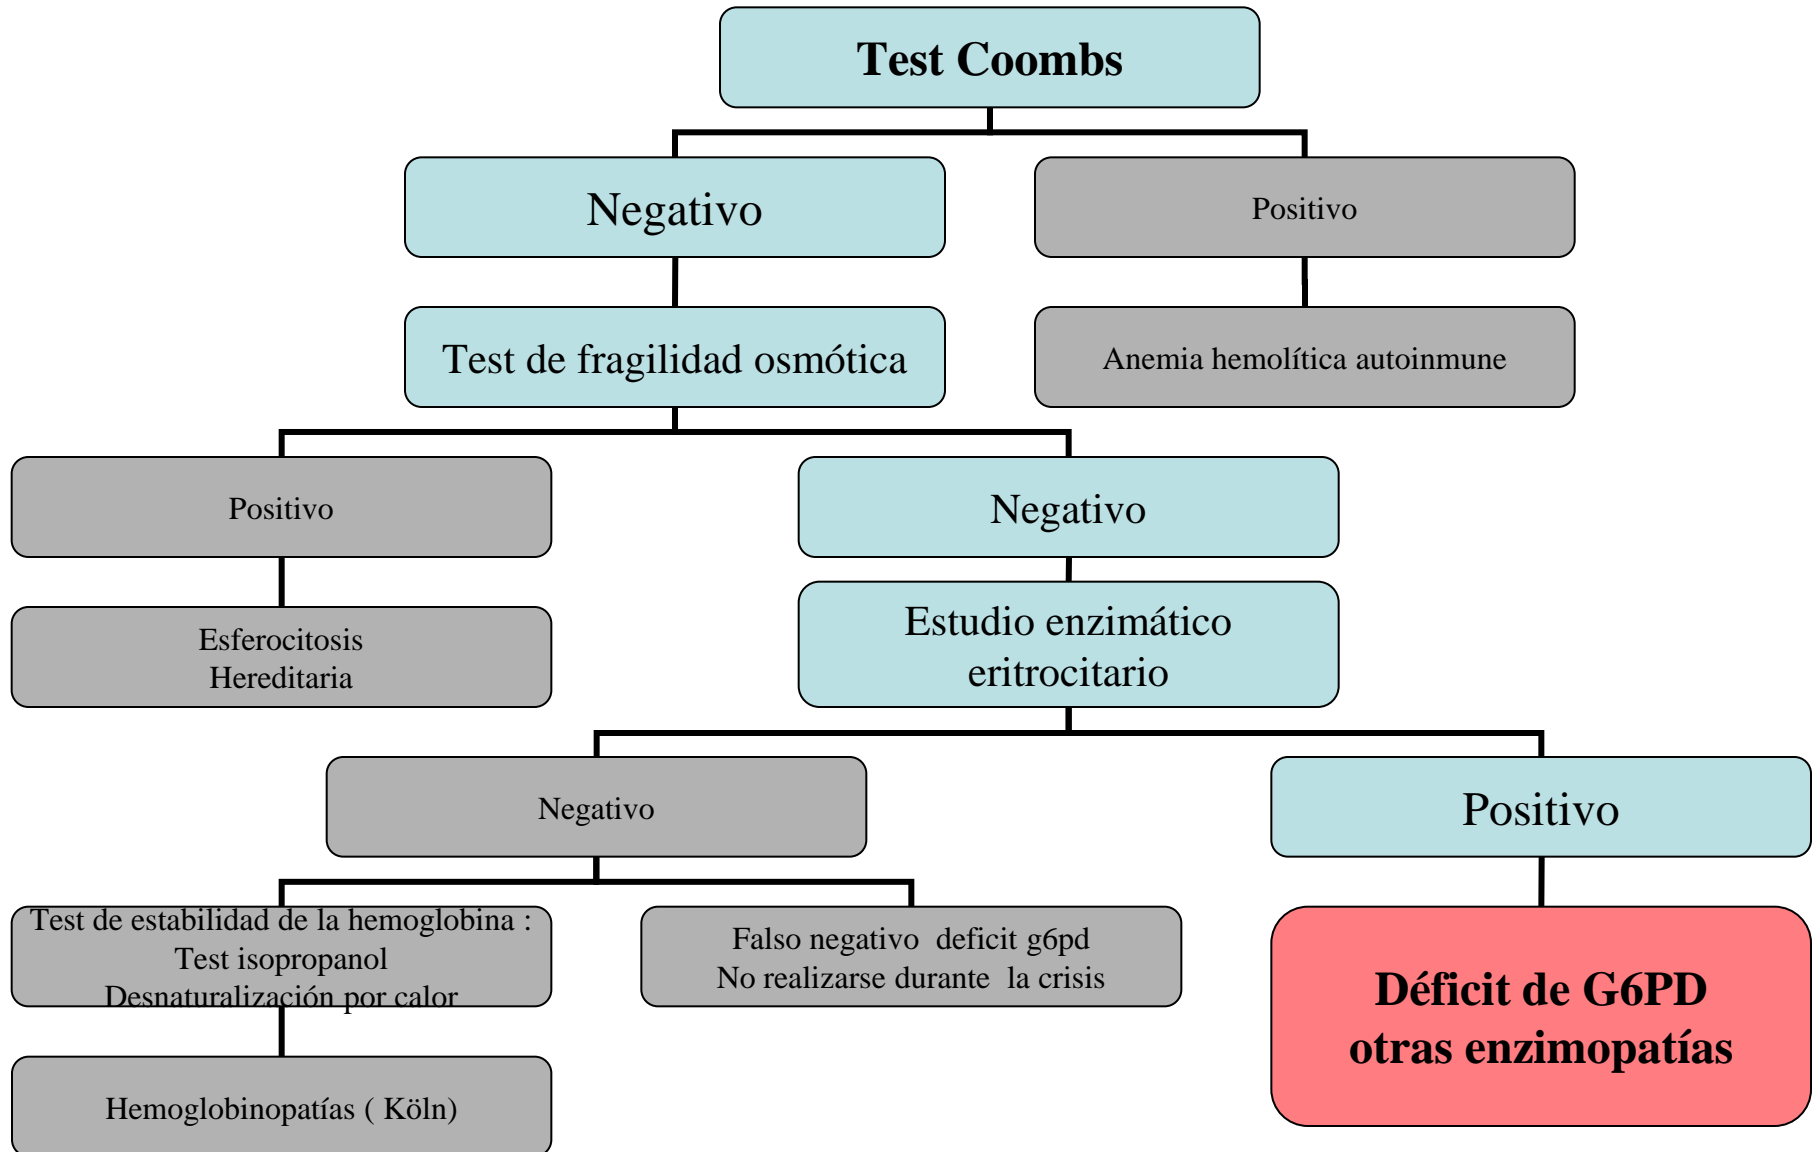 Test Coombs
Negativo
Positivo
Test de fragilidad osmótica
Anemia hemolítica autoinmune
Positivo
Negativo
Esferocitosis
Hereditaria
Estudio enzimático
eritrocitario
Negativo
Positivo
Test de estabilidad de la hemoglobina :
Test isopropanol
Desnaturalización por calor
Falso negativo deficit g6pd
No realizarse durante la crisis
Déficit de G6PD
otras enzimopatías
Hemoglobinopatías ( Köln)